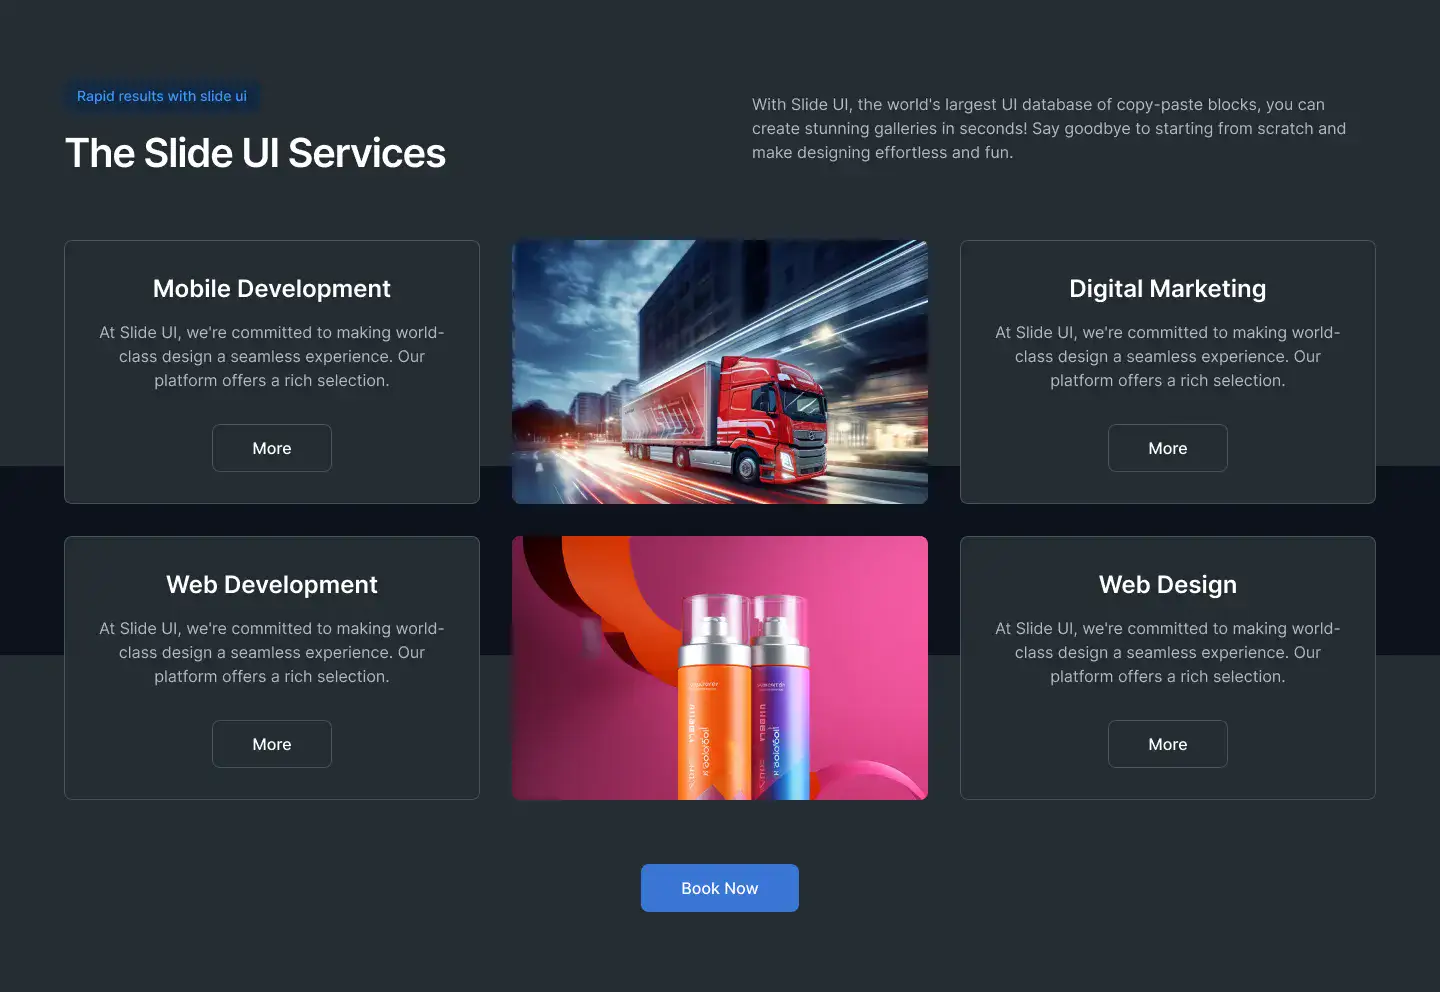 Rapid results with slide ui
The Slide UI Services
With Slide UI, the world's largest UI database of copy-paste blocks, you can
create stunning galleries in seconds! Say goodbye to starting from scratch and
make designing effortless and fun.
Mobile Development
At Slide UI, we're committed to making world-
class design a seamless experience. Our
platform offers a rich selection.
More
Digital Marketing
At Slide UI, we're committed to making world-
class design a seamless experience. Our
platform offers a rich selection.
More
Web Development
At Slide UI, we're committed to making world-
class design a seamless experience. Our
platform offers a rich selection.
More
Web Design
At Slide UI, we're committed to making world-
class design a seamless experience. Our
platform offers a rich selection.
More
Book Now